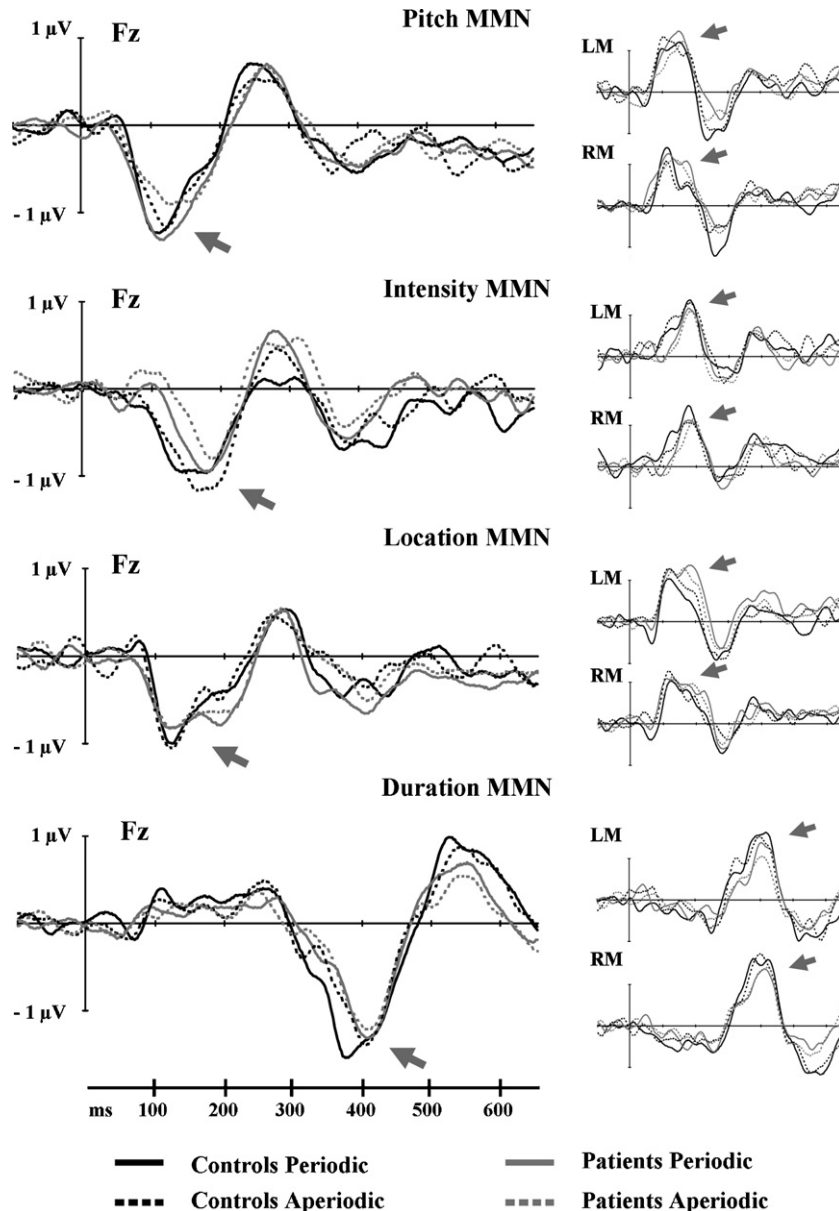 Pitch MMN
1 µV
Fz
- 1 µV
LM
RM
Intensity MMN
1 µV
Fz
- 1 µV
LM
RM
Location MMN
1 µV
Fz
- 1 µV
LM
RM
Duration MMN
1 µV
Fz
- 1 µV
LM
RM
ms 100 200 300 400 500 600
Controls Periodic Patients Periodic
Controls Aperiodic Patients Aperiodic